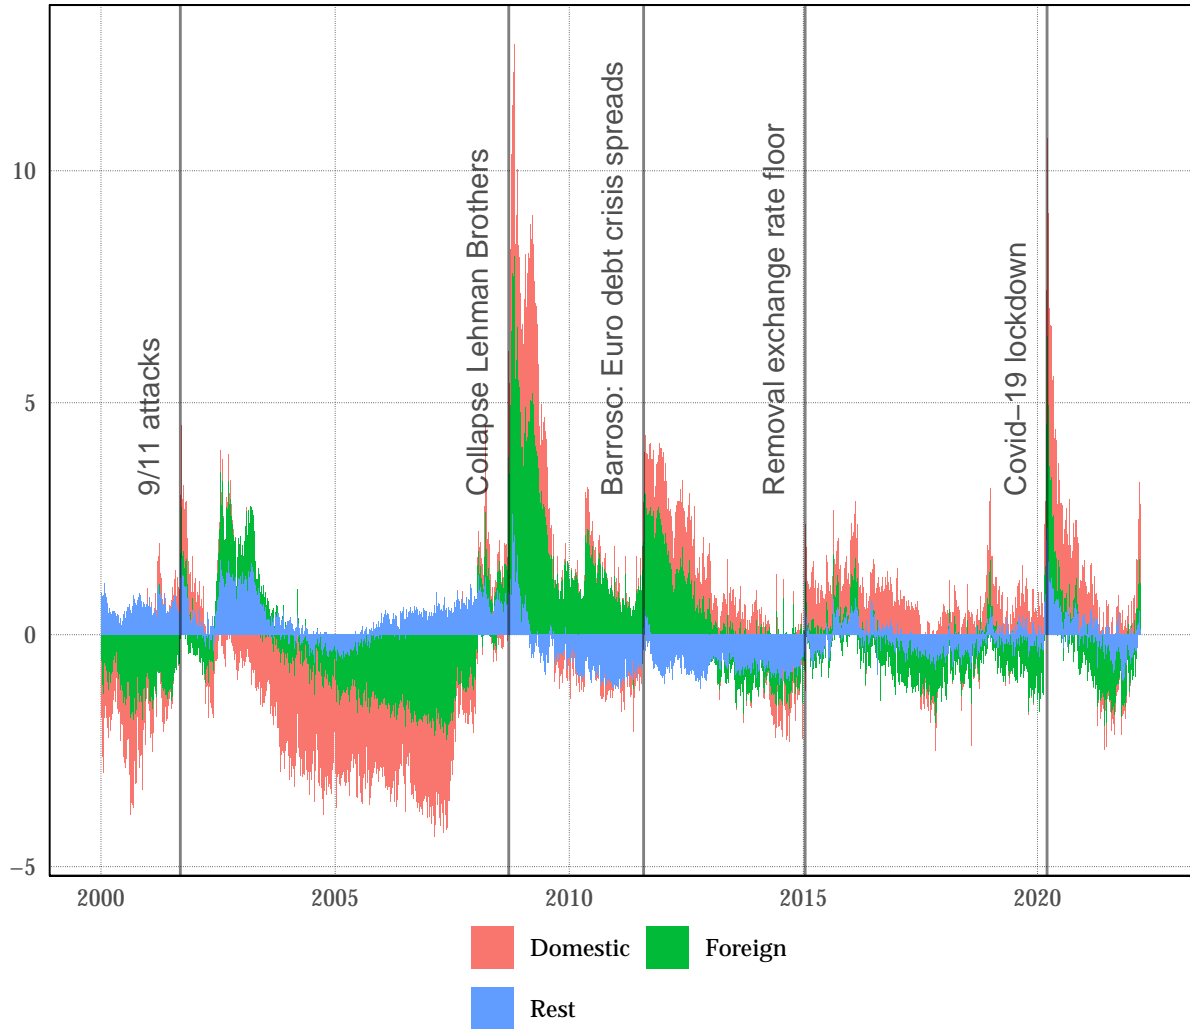 10
5
0
−5
9/11 attacks
Collapse Lehman Brothers
Barroso: Euro debt crisis spreads
Removal exchange rate floor
Covid−19 lockdown
2000
2005
2010
2015
2020
Domestic
Foreign
Rest